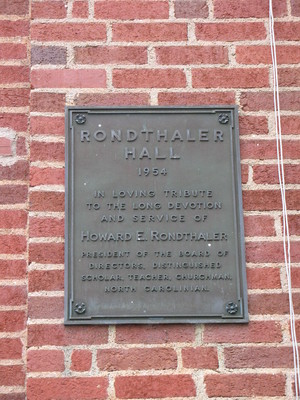 RONDTHALER
HALL
1954
IN LOVING TRIBUTE
TO THE LONG DEVOTION
AND SERVICE OF
HOWARD E. RONDTHALER
PRESIDENT OF THE BOARD OF
DIRECTORS, DISTINGUISHED
SCHOLAR, TEACHER, CHURCHMAN,
NORTH CAROLINIAN.